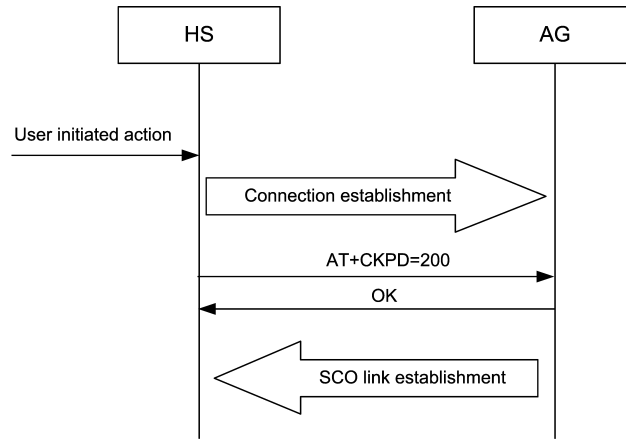 HS
AG
User initiated action
Connection establishment
AT+CKPD=200
OK
SCO link establishment